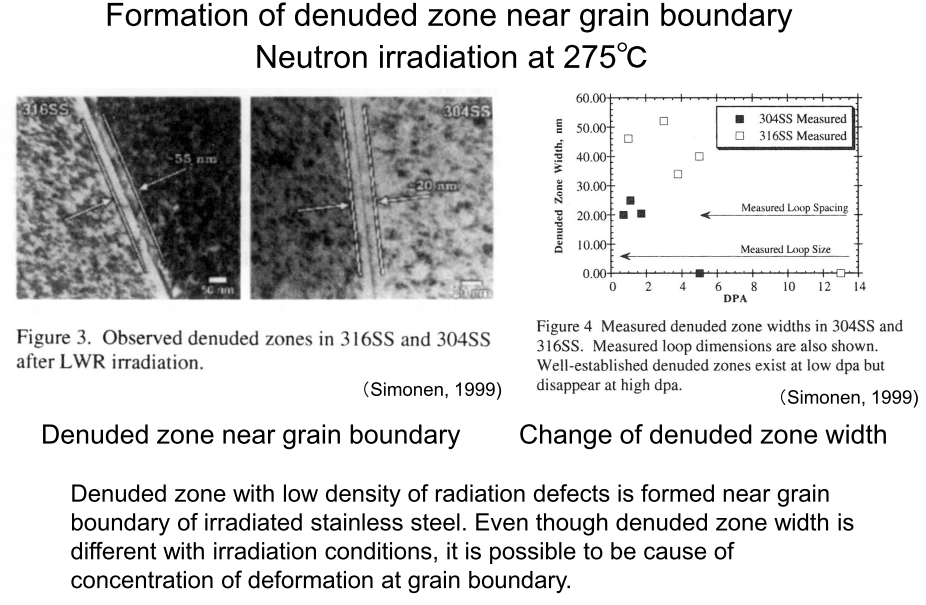 Formation of denuded zone near grain boundary
Neutron irradiation at 275℃
316SS
~55 nm
50 nm
304SS
~20 nm
20 nm
Figure 3. Observed denuded zones in 316SS and 304SS
after LWR irradiation.
（Simonen, 1999)
Denuded Zone Width, nm
60.00
50.00
40.00
30.00
20.00
10.00
0.00
304SS Measured
316SS Measured
Measured Loop Spacing
Measured Loop Size
0 2 4 6 8 10 12 14
DPA
Figure 4 Measured denuded zone widths in 304SS and
316SS. Measured loop dimensions are also shown.
Well-established denuded zones exist at low dpa but
disappear at high dpa.
（Simonen, 1999)
Denuded zone near grain boundary
Change of denuded zone width
Denuded zone with low density of radiation defects is formed near grain
boundary of irradiated stainless steel. Even though denuded zone width is
different with irradiation conditions, it is possible to be cause of
concentration of deformation at grain boundary.